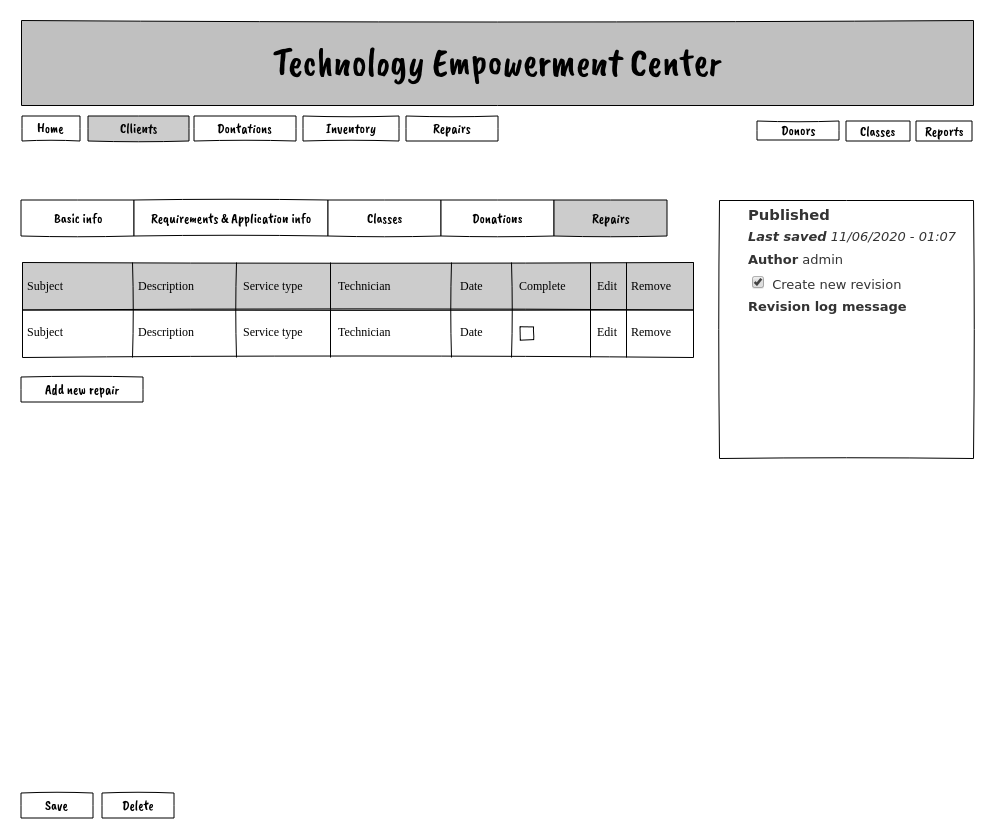 Technology Empowerment Center
Home Cllients Dontations Inventory Repairs Donors Classes Reports
Basic info Requirements & Application info Classes Donations Repairs
Published
Last saved 11/06/2020 - 01:07
Author admin
Create new revision
Revision log message
Subject Description Service type Technician Date Complete Edit Remove
Subject Description Service type Technician Date Edit Remove
Add new repair
Save Delete